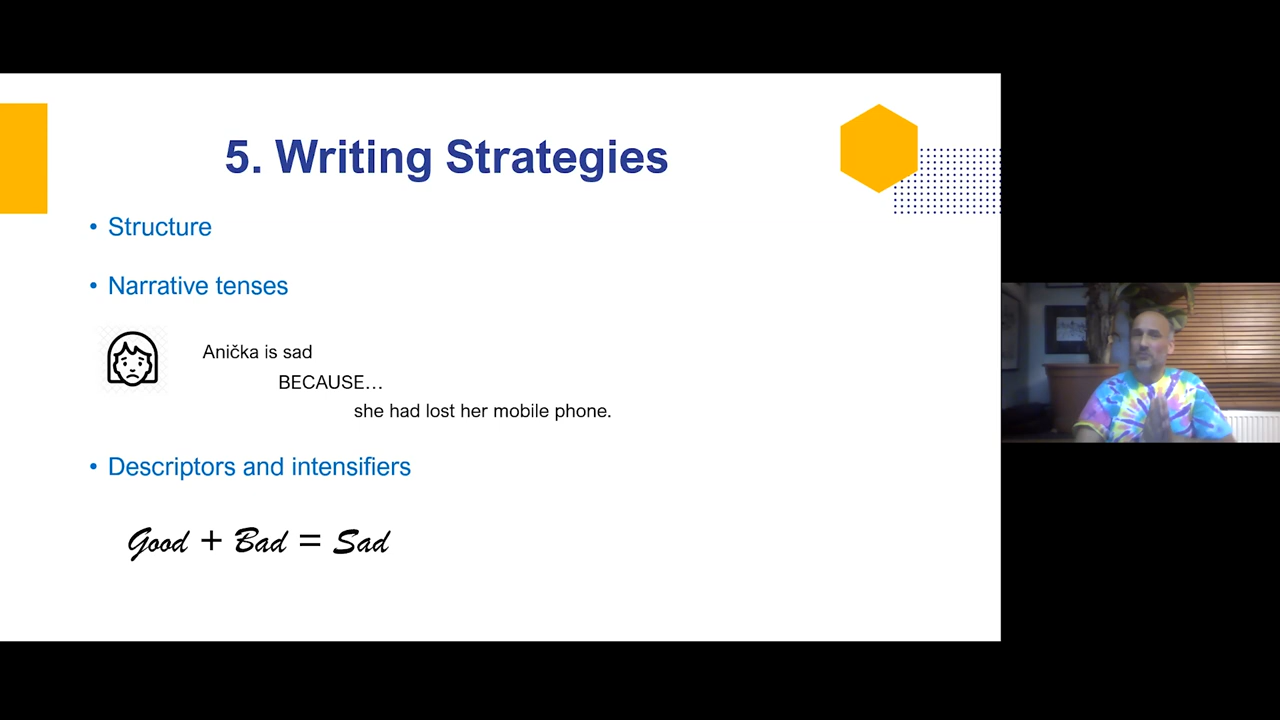 5. Writing Strategies
• Structure
• Narrative tenses
Anička is sad
BECAUSE…
she had lost her mobile phone.
• Descriptors and intensifiers
Good + Bad = Sad